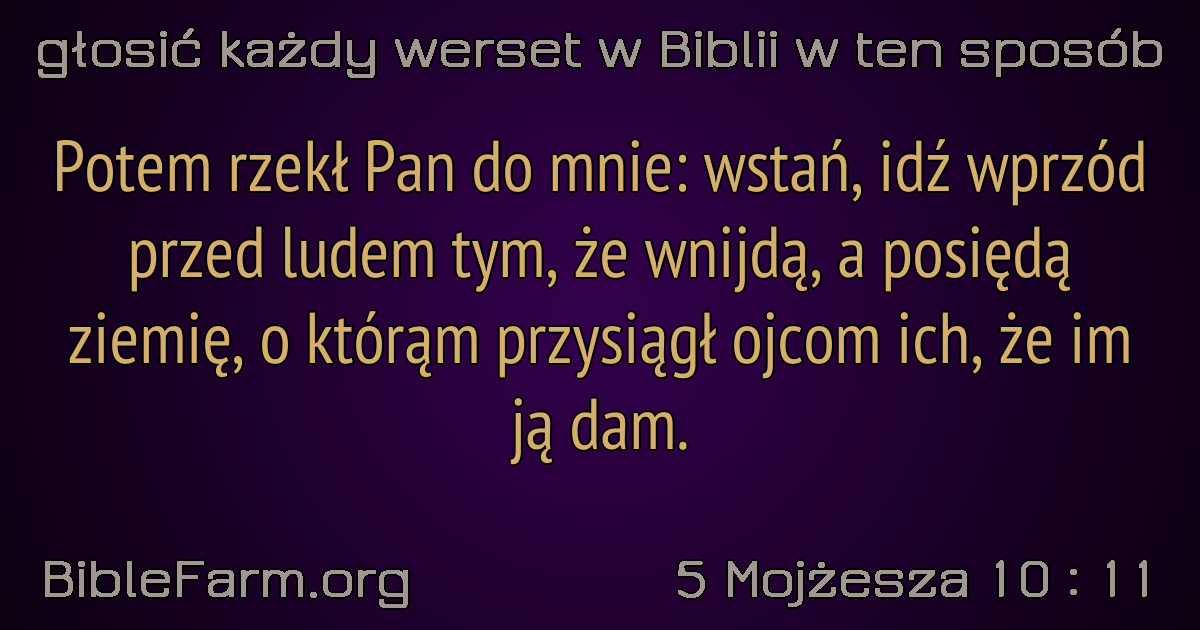 głosić każdy werset w Biblii w ten sposób
Potem rzekł Pan do mnie: wstań, idź wprzód
przed ludem tym, że wnijdą, a posiędą
ziemię, o którąm przysiągł ojcom ich, że im
ją dam.
BibleFarm.org
5 Mojżesza 10 : 11